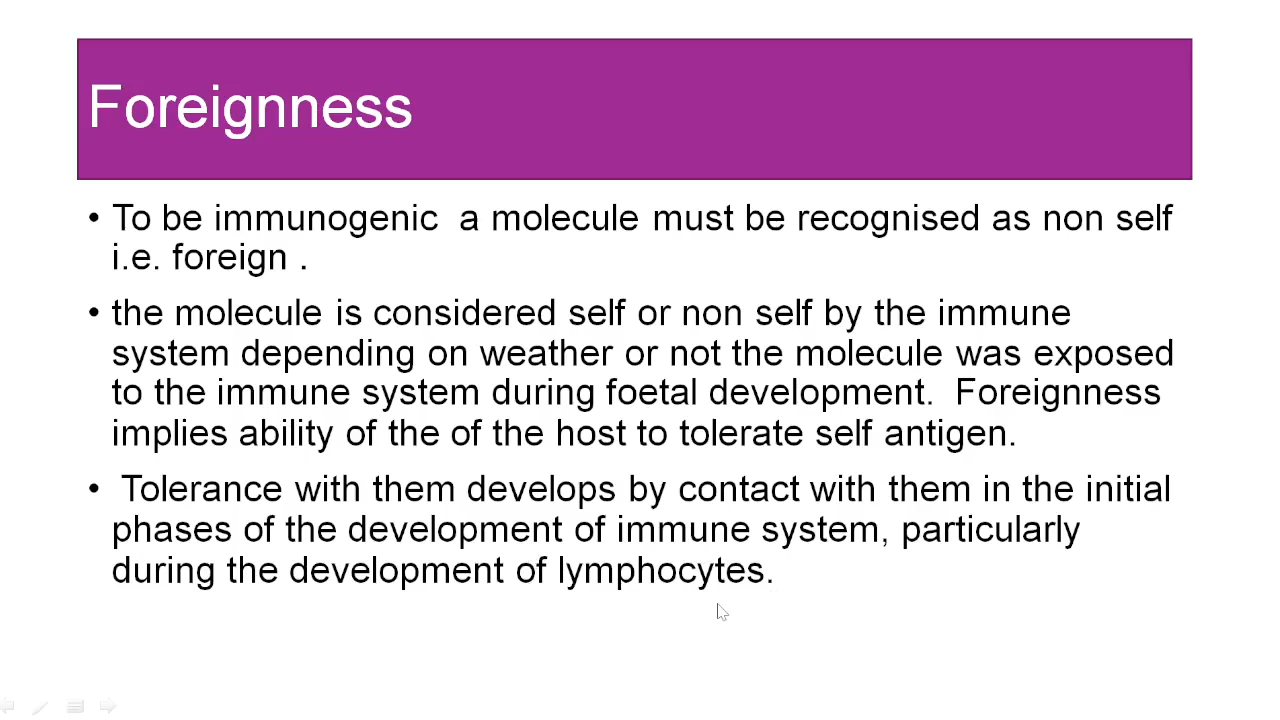 Foreignness
• To be immunogenic  a molecule must be recognised as non self
i.e. foreign .
• the molecule is considered self or non self by the immune
system depending on weather or not the molecule was exposed
to the immune system during foetal development.  Foreignness
implies ability of the of the host to tolerate self antigen.
•  Tolerance with them develops by contact with them in the initial
phases of the development of immune system, particularly
during the development of lymphocytes.